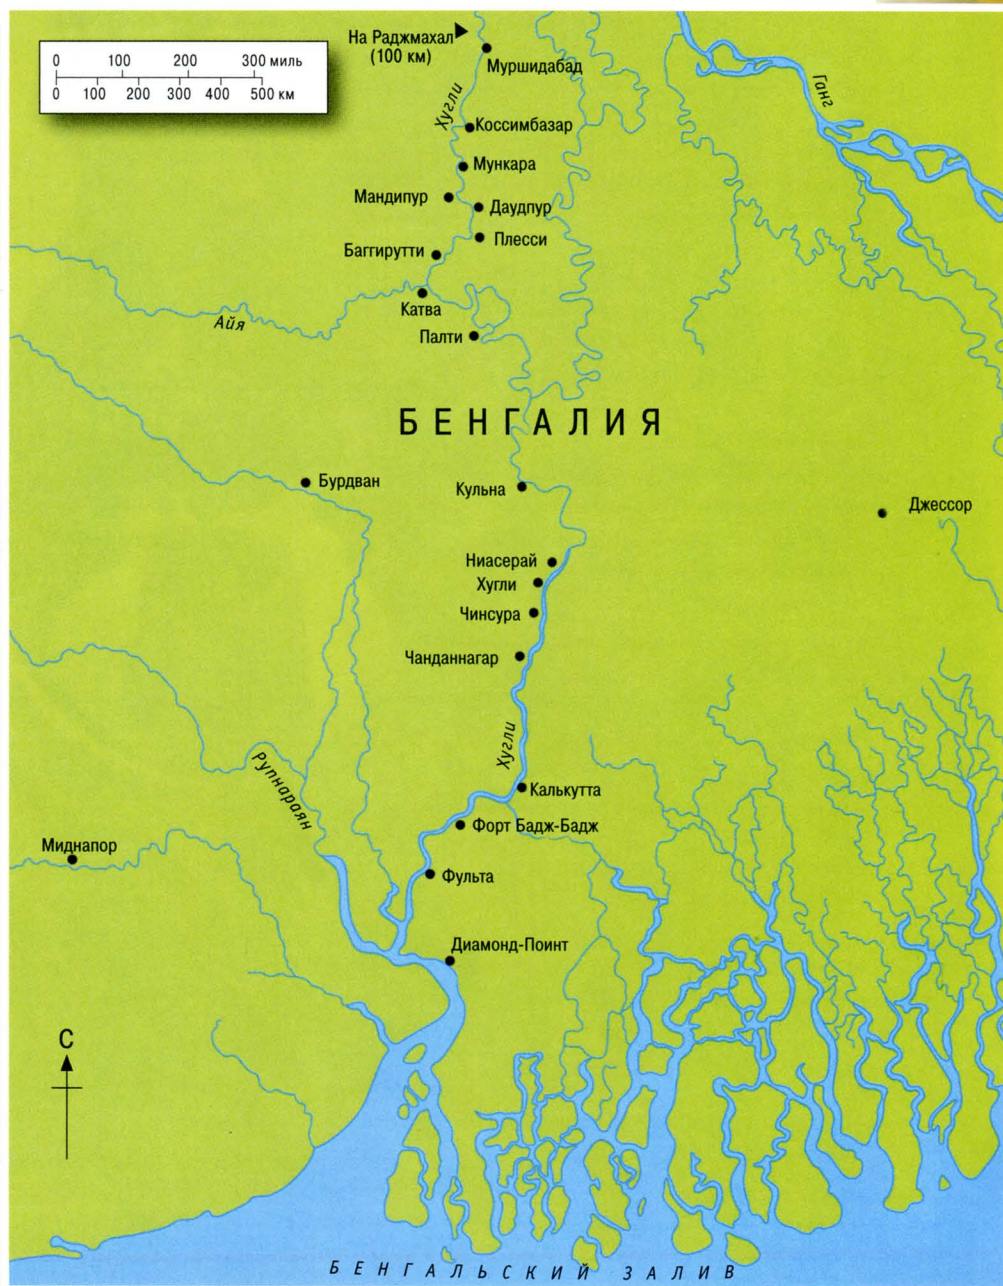 0 100 200 300 миль
0 100 200 300 400 500 км
На Раджмахал
(100 км)
Муршидабад
Хугли
Ганг
Коссимбазар
Мункара
Мандипур
Даудпур
Плесси
Баггирутти
Катва
Айя
Палти
БЕНГАЛИЯ
Бурдван
Кульна
Джессор
Ниасерай
Хугли
Чинсура
Чанданнагар
Хугли
Рупнараян
Калькутта
Форт Бадж-Бадж
Миднапор
Фульта
Диамонд-Поинт
С
БЕНГАЛЬСКИЙ ЗАЛИВ